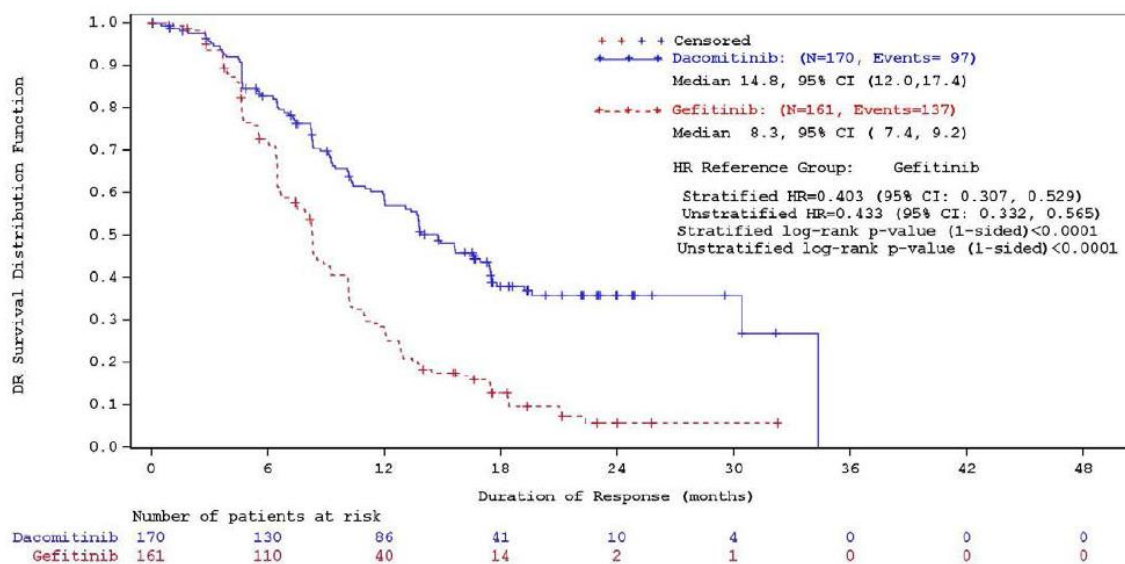 DR Survival Distribution Function
1.0
0.9
0.8
0.7
0.6
0.5
0.4
0.3
0.2
0.1
0.0
+ + + + Censored
Dacomitinib: (N=170, Events= 97)
Median 14.8, 95% CI (12.0,17.4)
Gefitinib: (N=161, Events=137)
Median 8.3, 95% CI ( 7.4, 9.2)
HR Reference Group: Gefitinib
Stratified HR=0.403 (95% CI: 0.307, 0.529)
Unstratified HR=0.433 (95% CI: 0.332, 0.565)
Stratified log-rank p-value (1-sided)<0.0001
Unstratified log-rank p-value (1-sided)<0.0001
0 6 12 18 24 30 36 42 48
Duration of Response (months)
Number of patients at risk
Dacomitinib 170 130 86 41 10 4 0 0 0
Gefitinib 161 110 40 14 2 1 0 0 0